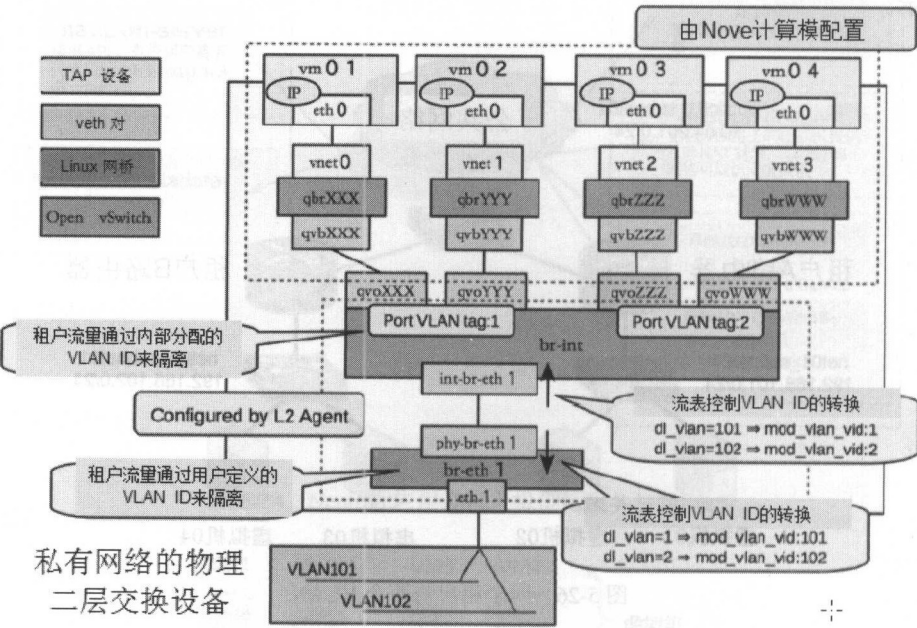 由Nove计算模配置
TAP 设备
veth 对
Linux 网桥
Open vSwitch
vm 0 1
IP
eth 0
vnet 0
qbrXXX
qvbXXX
qvoXXX
vm 0 2
IP
eth 0
vnet 1
qbrYYY
qvbYYY
qvoYYY
vm 0 3
IP
eth 0
vnet 2
qbrZZZ
qvbZZZ
qvoZZZ
vm 0 4
IP
eth 0
vnet 3
qbrWWW
qvbWWW
qvoWWW
Port VLAN tag:1
Port VLAN tag:2
br-int
租户流量通过内部分配的
VLAN ID来隔离
int-br-eth 1
Configured by L2 Agent
流表控制VLAN ID的转换
dl_vlan=101 ⇒ mod_vlan_vid:1
dl_vlan=102 ⇒ mod_vlan_vid:2
phy-br-eth 1
br-eth 1
eth 1
租户流量通过用户定义的
VLAN ID来隔离
流表控制VLAN ID的转换
dl_vlan=1 ⇒ mod_vlan_vid:101
dl_vlan=2 ⇒ mod_vlan_vid:102
私有网络的物理
二层交换设备
VLAN101
VLAN102